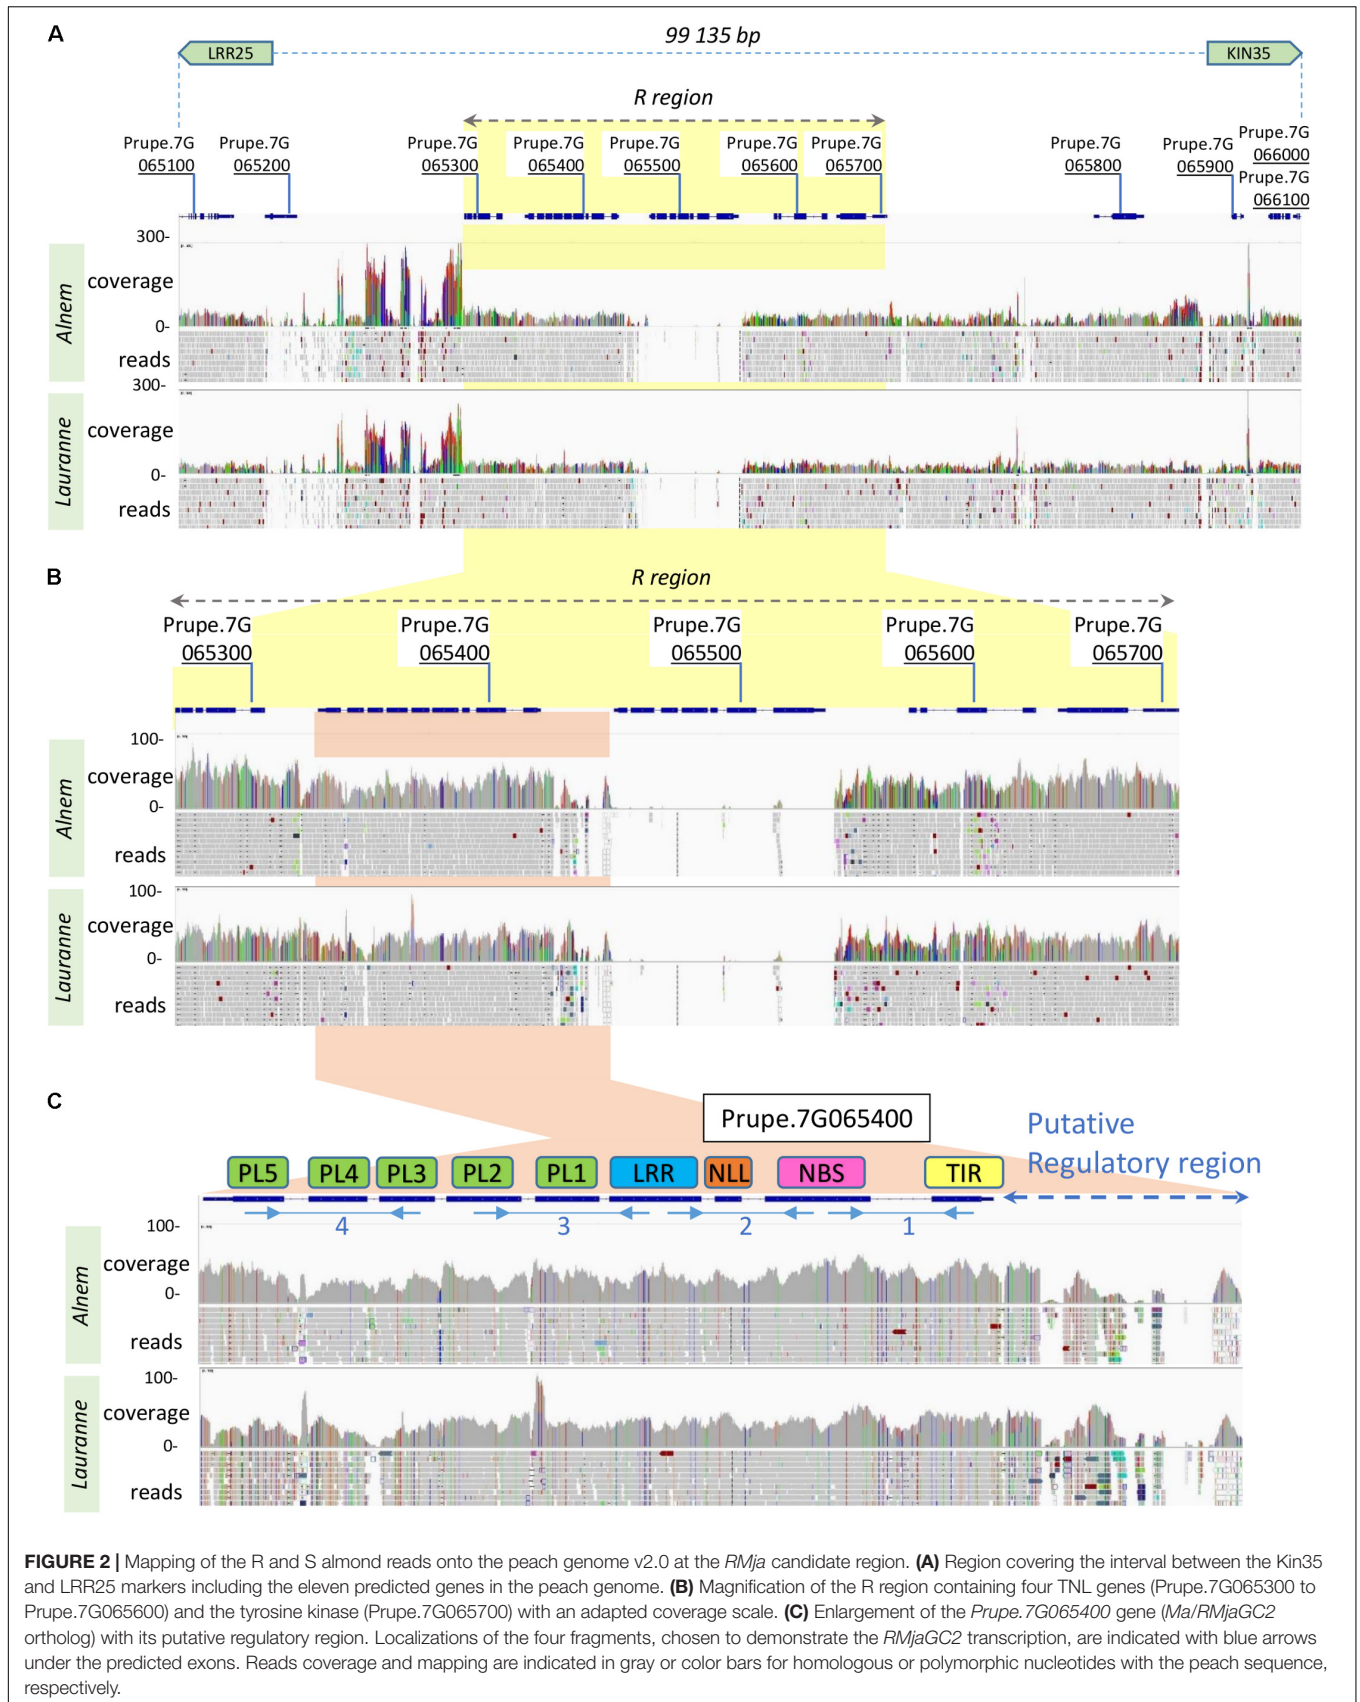 A
99 135 bp
LRR25
KIN35
R region
Prupe.7G
065100
Prupe.7G
065200
Prupe.7G
065300
Prupe.7G
065400
Prupe.7G
065500
Prupe.7G
065600
Prupe.7G
065700
Prupe.7G
065800
Prupe.7G
065900
Prupe.7G
066000
Prupe.7G
066100
Alnem
300-
coverage
0-
reads
Lauranne
300-
coverage
0-
reads
B
R region
Prupe.7G
065300
Prupe.7G
065400
Prupe.7G
065500
Prupe.7G
065600
Prupe.7G
065700
Alnem
100-
coverage
0-
reads
Lauranne
100-
coverage
0-
reads
C
Prupe.7G065400
Putative
Regulatory region
PL5
PL4
PL3
PL2
PL1
LRR
NLL
NBS
TIR
4
3
2
1
Alnem
100-
coverage
0-
reads
Lauranne
100-
coverage
0-
reads
FIGURE 2 | Mapping of the R and S almond reads onto the peach genome v2.0 at the RMja candidate region. (A) Region covering the interval between the Kin35
and LRR25 markers including the eleven predicted genes in the peach genome. (B) Magnification of the R region containing four TNL genes (Prupe.7G065300 to
Prupe.7G065600) and the tyrosine kinase (Prupe.7G065700) with an adapted coverage scale. (C) Enlargement of the Prupe.7G065400 gene (Ma/RMjaGC2
ortholog) with its putative regulatory region. Localizations of the four fragments, chosen to demonstrate the RMjaGC2 transcription, are indicated with blue arrows
under the predicted exons. Reads coverage and mapping are indicated in gray or color bars for homologous or polymorphic nucleotides with the peach sequence,
respectively.